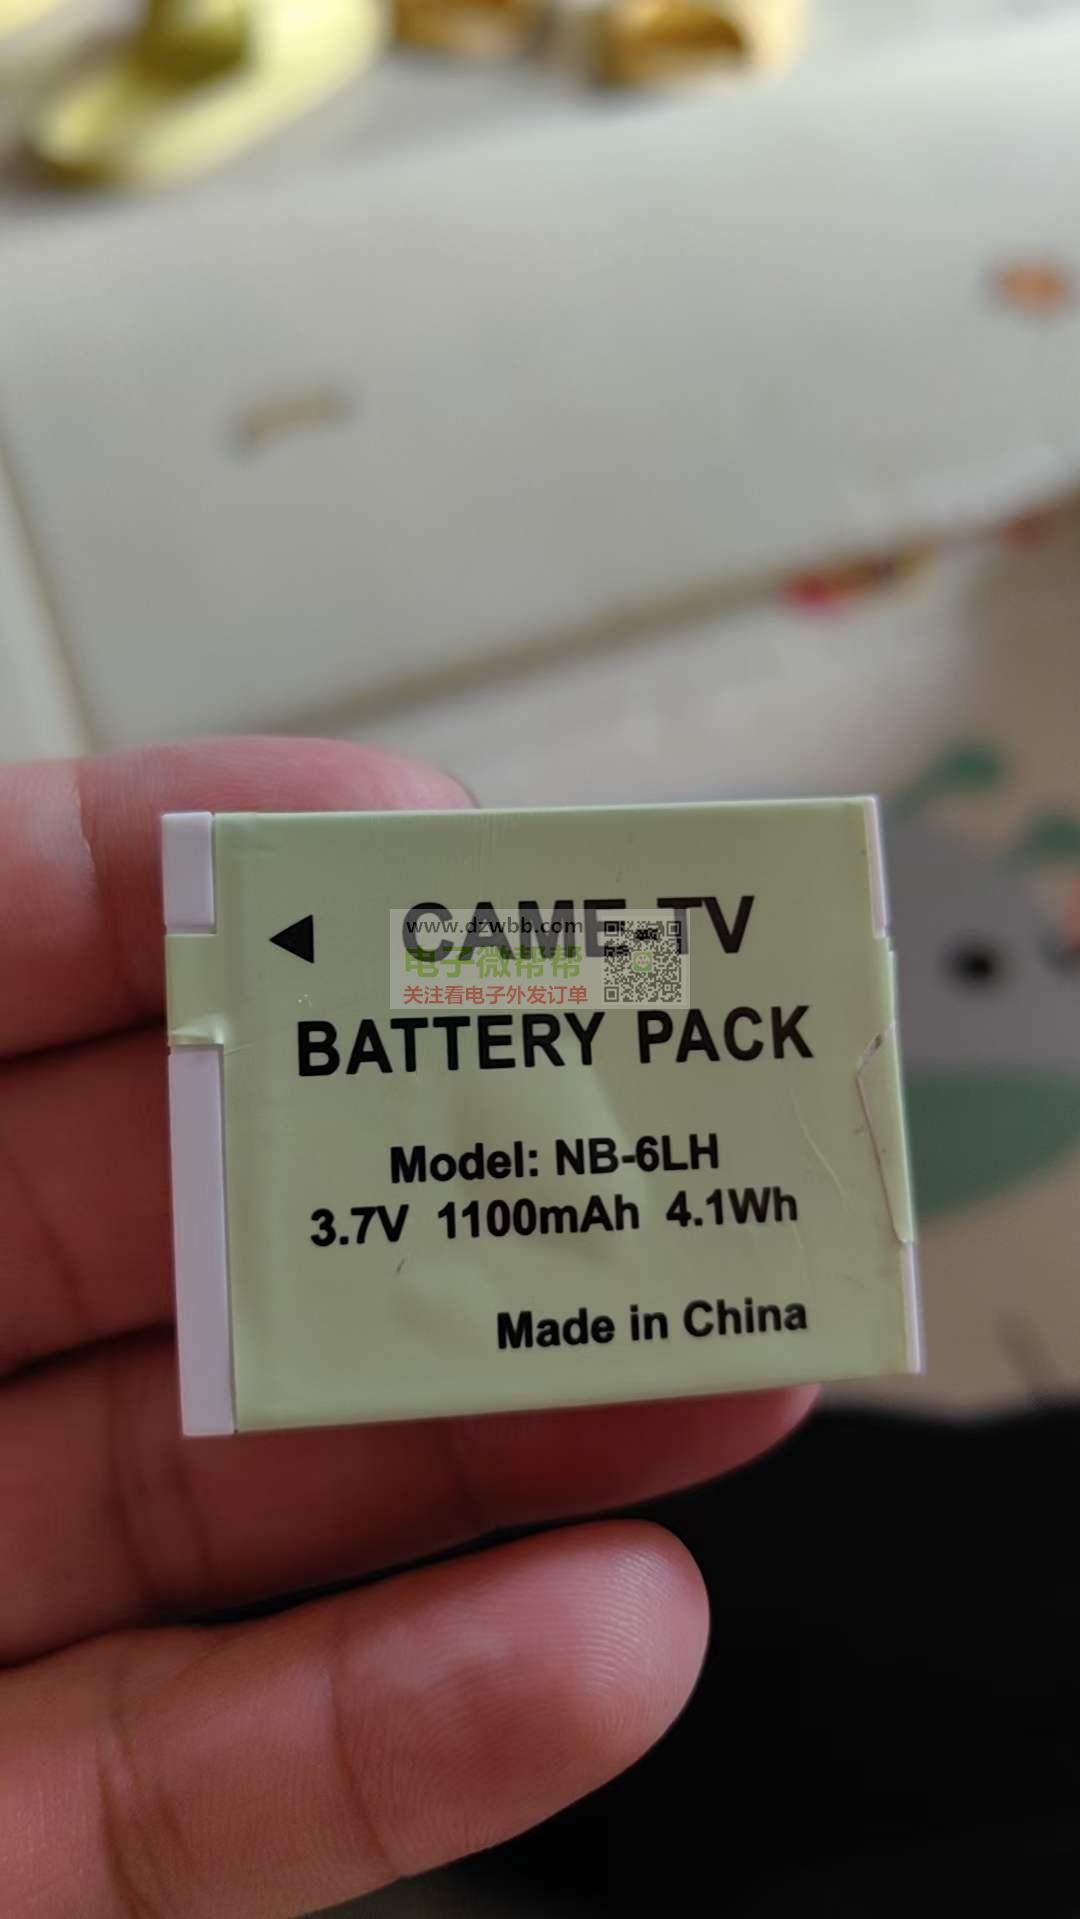 CAME-TV
www.dzwbb.com
电子微帮帮
关注看电子外发订单
BATTERY PACK
Model: NB-6LH
3.7V 1100mAh 4.1Wh
Made in China